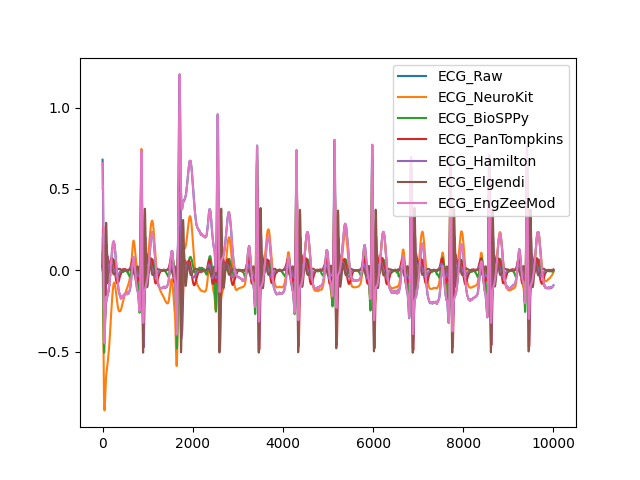 ECG_Raw
ECG_NeuroKit
ECG_BioSPPy
ECG_PanTompkins
ECG_Hamilton
ECG_Elgendi
ECG_EngZeeMod
1.0
0.5
0.0
−0.5
0 2000 4000 6000 8000 10000